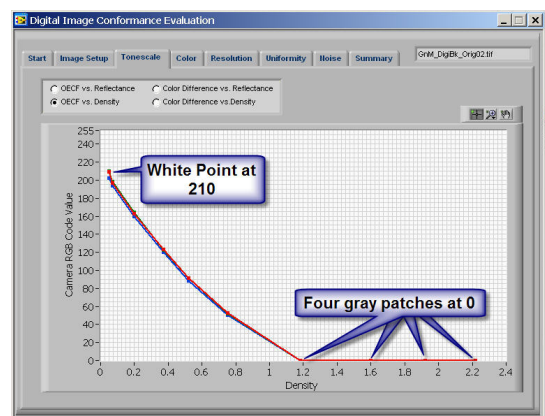 Digital Image Conformance Evaluation
Start Image Setup Tonescale Color Resolution Uniformity Noise Summary GnM_DigiBk_Orig02.tif
OECF vs. Reflectance Color Difference vs. Reflectance
OECF vs. Density Color Difference vs.Density
255
240
220
200
180
160
140
120
100
80
60
40
20
0
Camera RGB Code Value
White Point at
210
Four gray patches at 0
0 0.2 0.4 0.6 0.8 1 1.2 1.4 1.6 1.8 2 2.2 2.4
Density